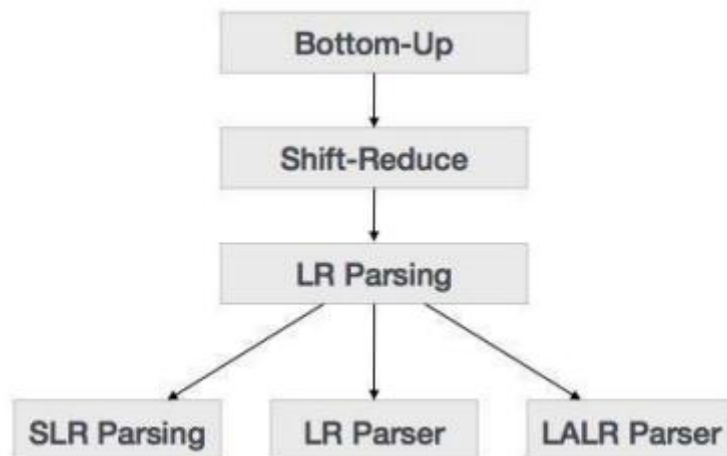 Bottom-Up
Shift-Reduce
LR Parsing
SLR Parsing
LR Parser
LALR Parser